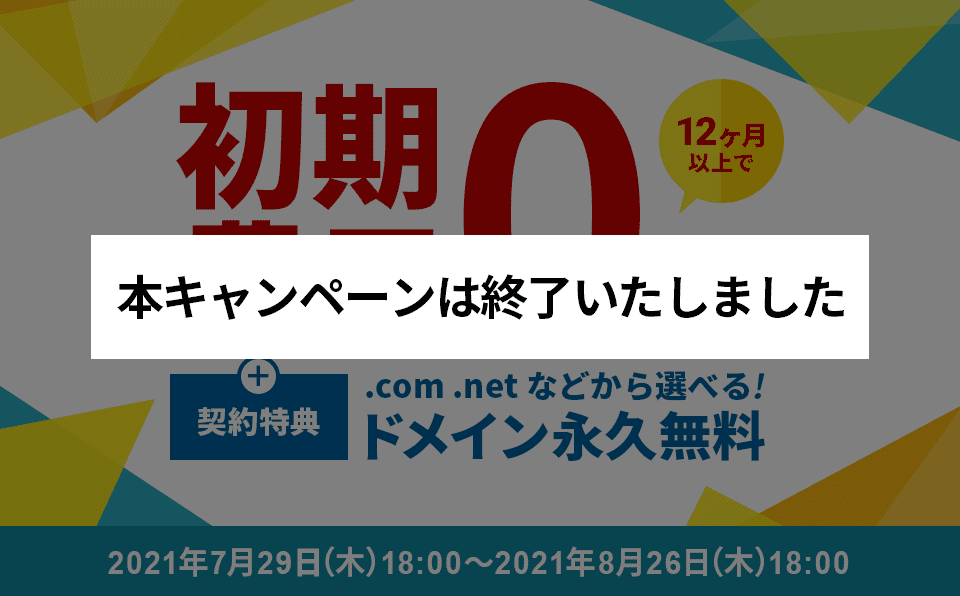 初期
0
12ヶ月
以上で
本キャンペーンは終了いたしました
契約特典
.com .net などから選べる!
ドメイン永久無料
2021年7月29日(木)18:00〜2021年8月26日(木)18:00